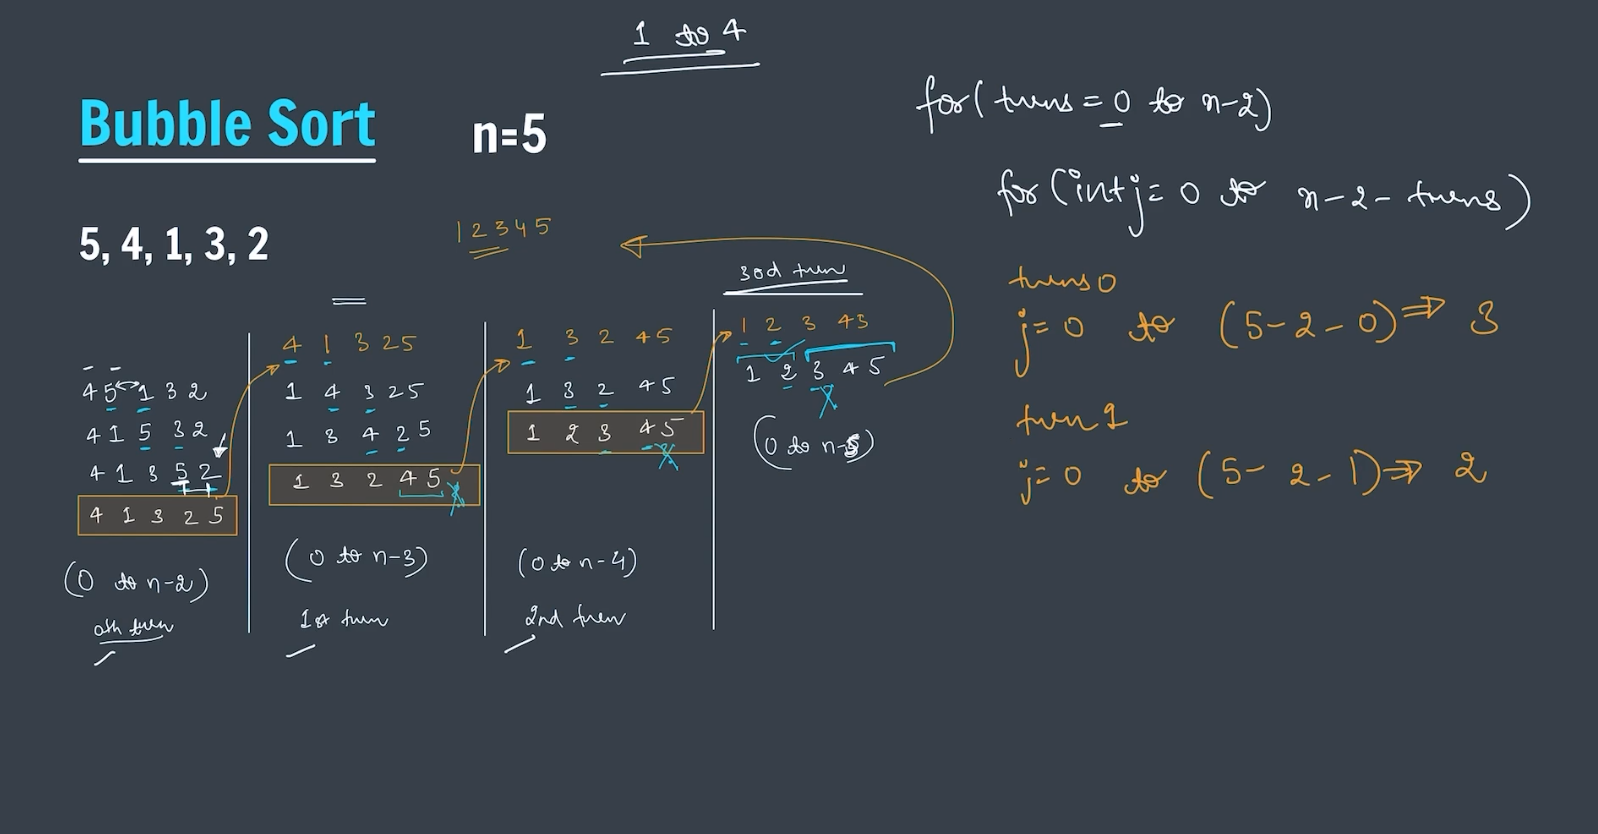 1 to 4
Bubble Sort
n=5
5, 4, 1, 3, 2
1 2 3 4 5
4 5 1 3 2
4 1 5 3 2
4 1 3 5 2
4 1 3 2 5
(0 to n-2)
0th turn
4 1 3 2 5
1 4 3 2 5
1 3 4 2 5
1 3 2 4 5
(0 to n-3)
1st turn
1 3 2 4 5
1 3 2 4 5
1 2 3 4 5
(0 to n-4)
2nd turn
3rd turn
1 2 3 4 5
1 2 3 4 5
(0 to n-5)
for( turns = 0 to n-2)
for (int j = 0 to n-2- turns)
turns 0
j= 0 to (5-2-0) ⇒ 3
turn 1
j= 0 to (5-2-1) ⇒ 2